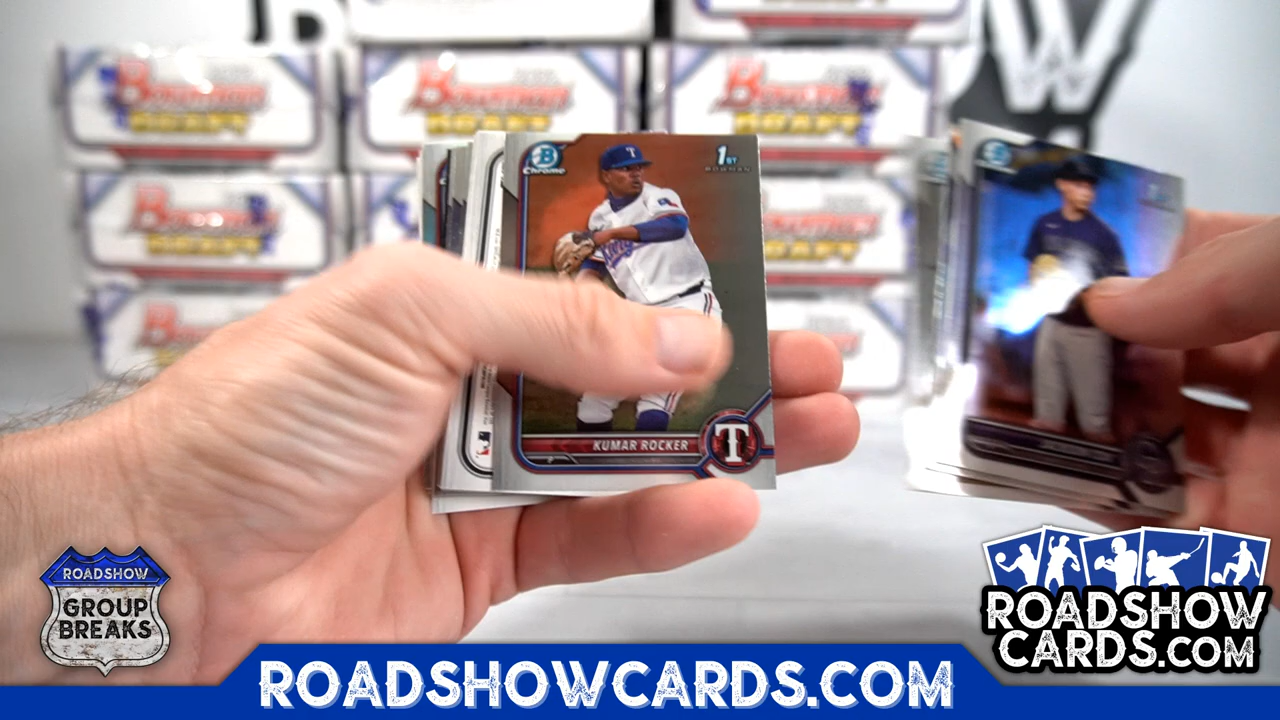 Bowman
DRAFT
Bowman
DRAFT
Bowman
DRAFT
Bowman
DRAFT
W
B
Chrome
1ST
BOWMAN
T
KUMAR ROCKER
P
T
ROADSHOW
GROUP
BREAKS
ROADSHOW
CARDS.COM
ROADSHOWCARDS.COM